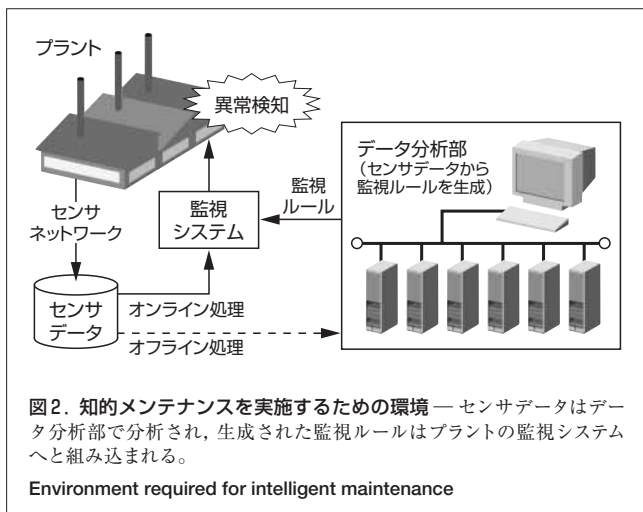 プラント
異常検知
データ分析部
(センサデータから
監視ルールを生成)
監視
ルール
センサ
ネットワーク
監視
システム
センサ
データ
オンライン処理
オフライン処理
図2. 知的メンテナンスを実施するための環境 — センサデータはデー
タ分析部で分析され, 生成された監視ルールはプラントの監視システム
へと組み込まれる。
Environment required for intelligent maintenance